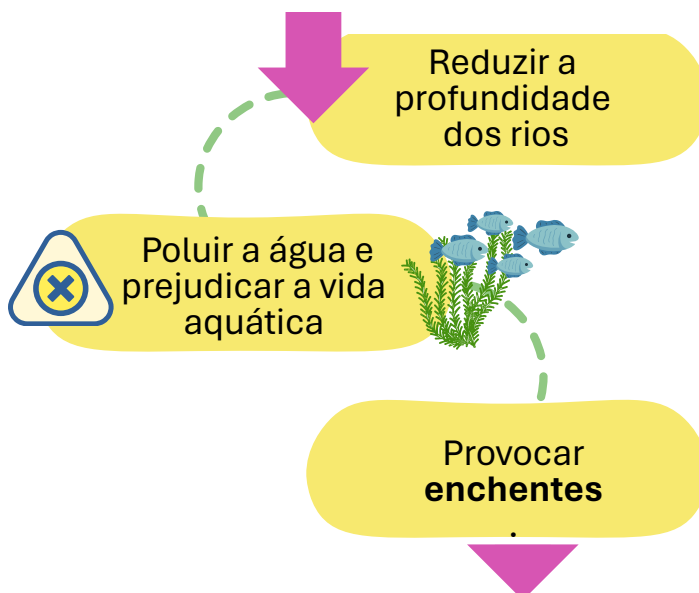 Reduzir a
profundidade
dos rios
Poluir a água e
prejudicar a vida
aquática
Provocar
enchentes
.